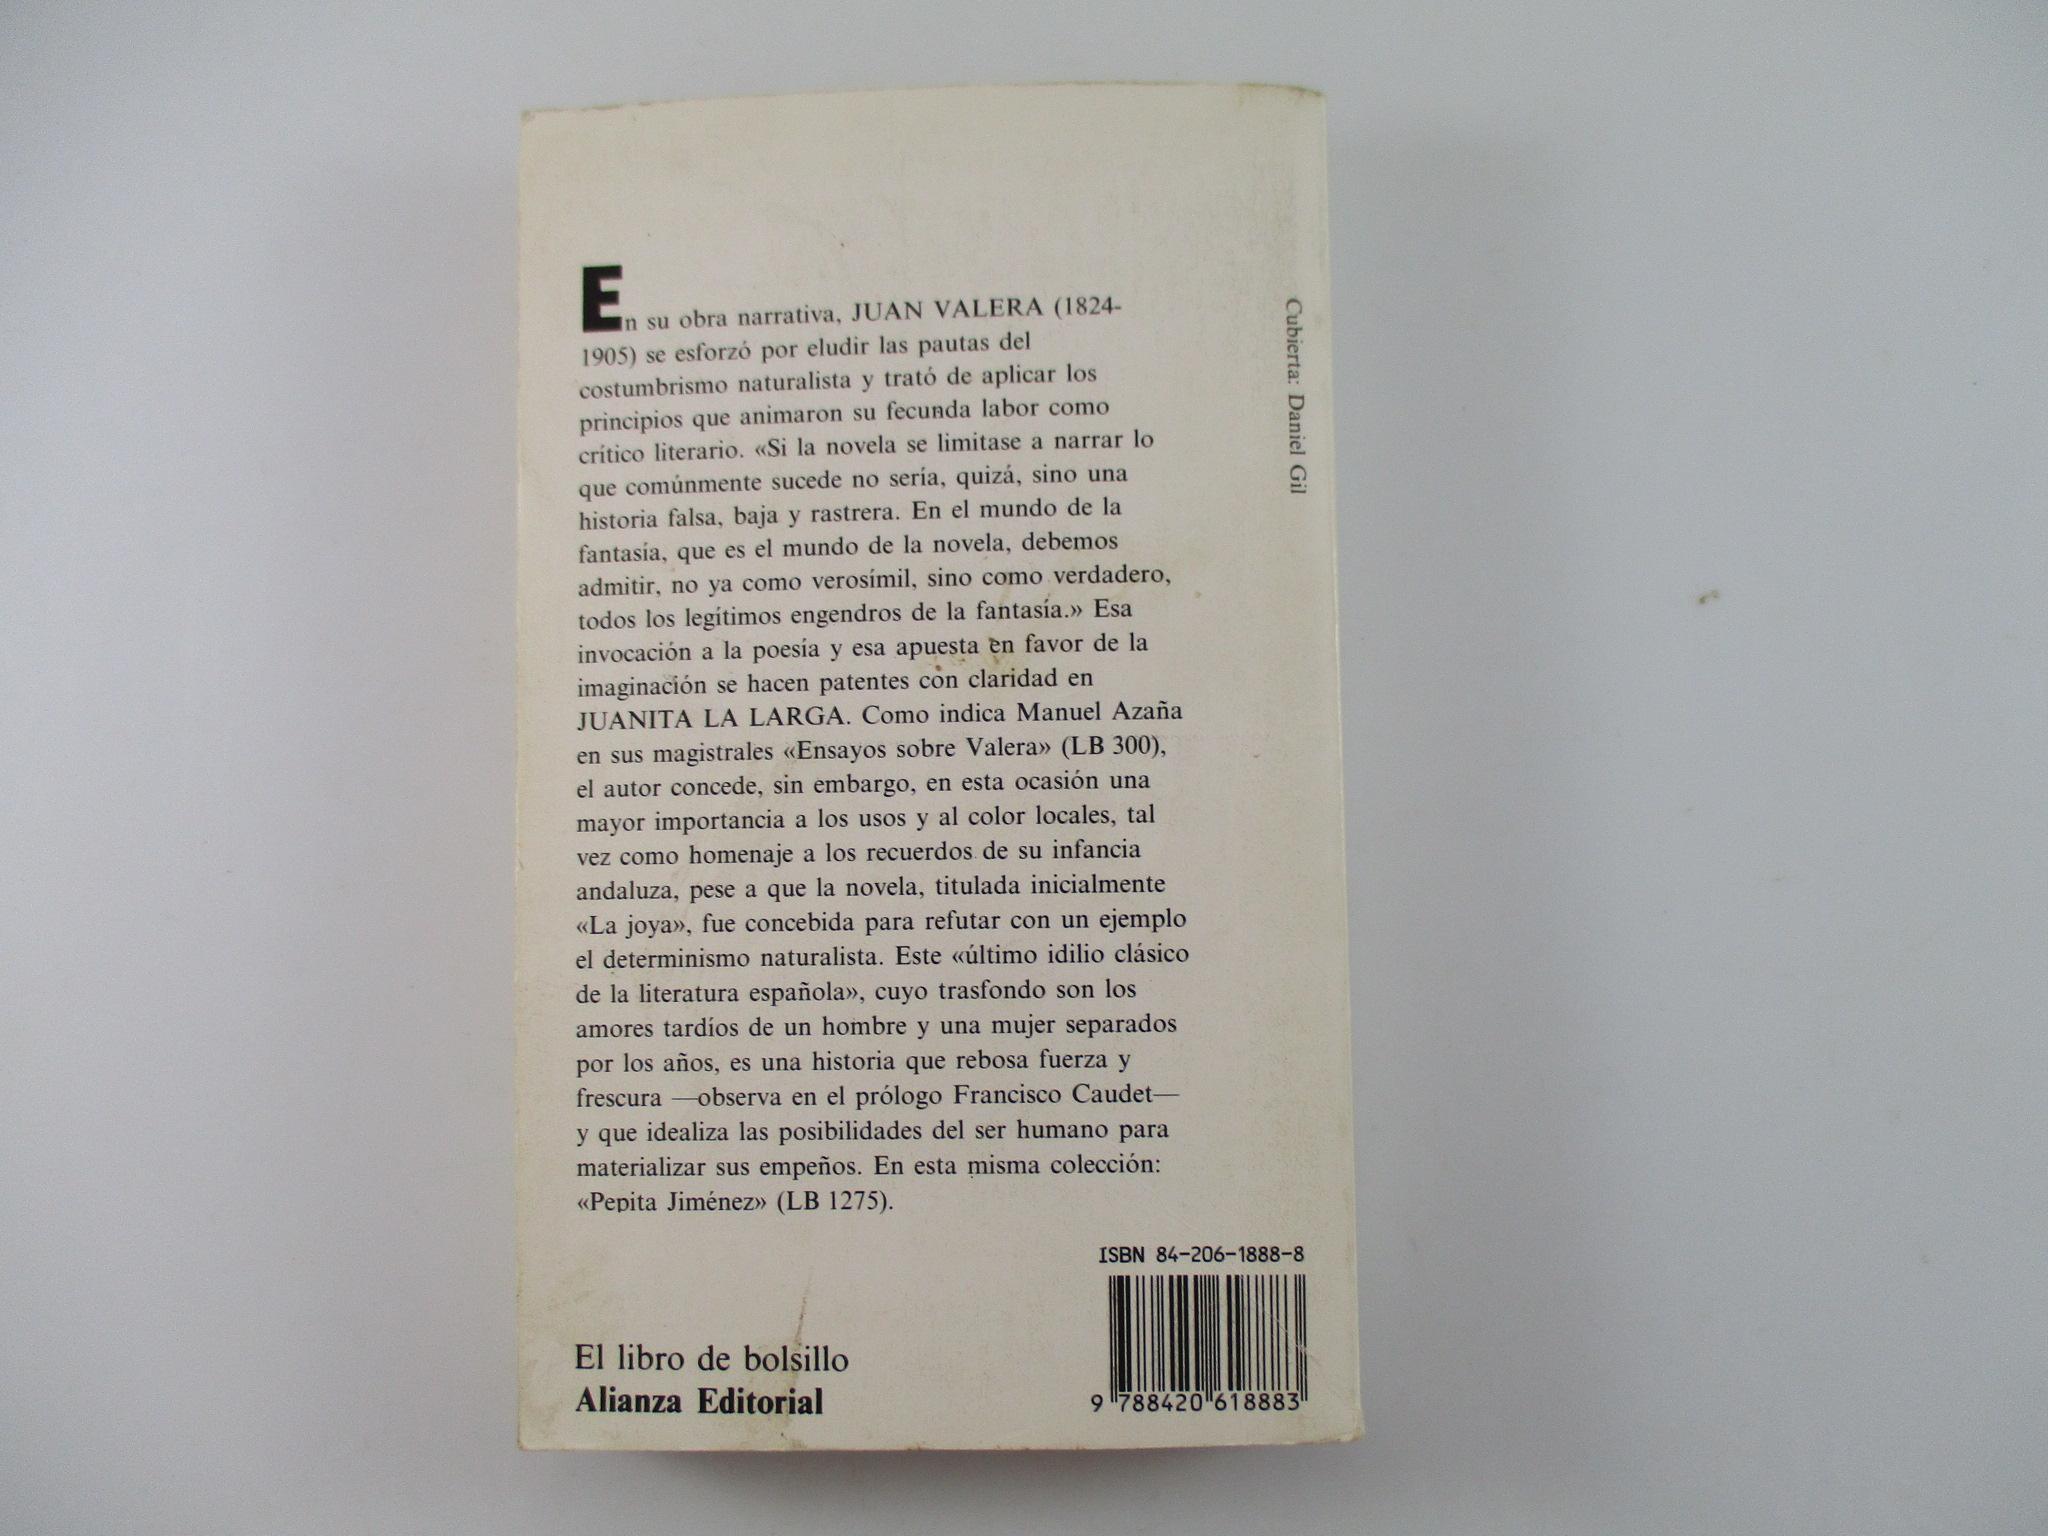 En su obra narrativa, JUAN VALERA (1824-
1905) se esforzó por eludir las pautas del
costumbrismo naturalista y trató de aplicar los
principios que animaron su fecunda labor como
crítico literario. «Si la novela se limitase a narrar lo
que comúnmente sucede no sería, quizá, sino una
historia falsa, baja y rastrera. En el mundo de la
fantasía, que es el mundo de la novela, debemos
admitir, no ya como verosímil, sino como verdadero,
todos los legítimos engendros de la fantasía.» Esa
invocación a la poesía y esa apuesta en favor de la
imaginación se hacen patentes con claridad en
JUANITA LA LARGA. Como indica Manuel Azaña
en sus magistrales «Ensayos sobre Valera» (LB 300),
el autor concede, sin embargo, en esta ocasión una
mayor importancia a los usos y al color locales, tal
vez como homenaje a los recuerdos de su infancia
andaluza, pese a que la novela, titulada inicialmente
«La joya», fue concebida para refutar con un ejemplo
el determinismo naturalista. Este «último idilio clásico
de la literatura española», cuyo trasfondo son los
amores tardíos de un hombre y una mujer separados
por los años, es una historia que rebosa fuerza y
frescura —observa en el prólogo Francisco Caudet—
y que idealiza las posibilidades del ser humano para
materializar sus empeños. En esta misma colección:
«Pepita Jiménez» (LB 1275).
Cubierta: Daniel Gil
ISBN 84-206-1888-8
9 788420 618883
El libro de bolsillo
Alianza Editorial